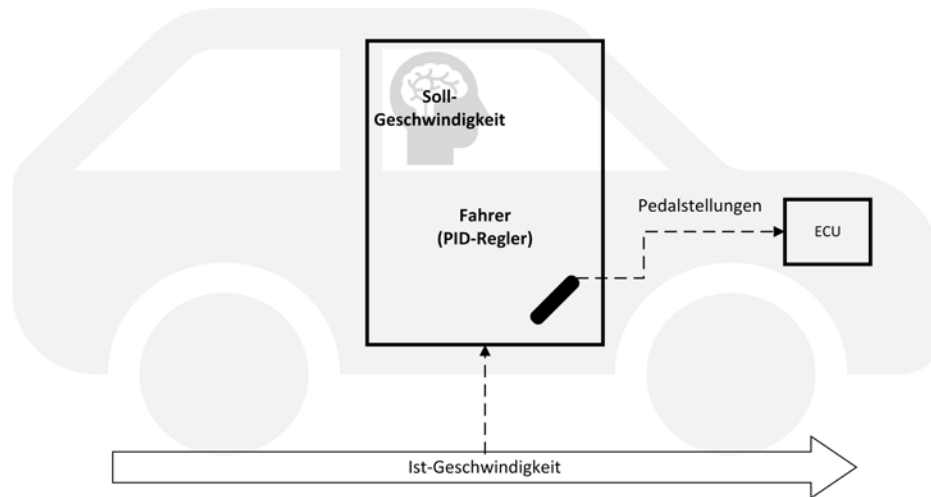 Soll-
Geschwindigkeit
Fahrer
(PID-Regler)
Pedalstellungen
ECU
Ist-Geschwindigkeit